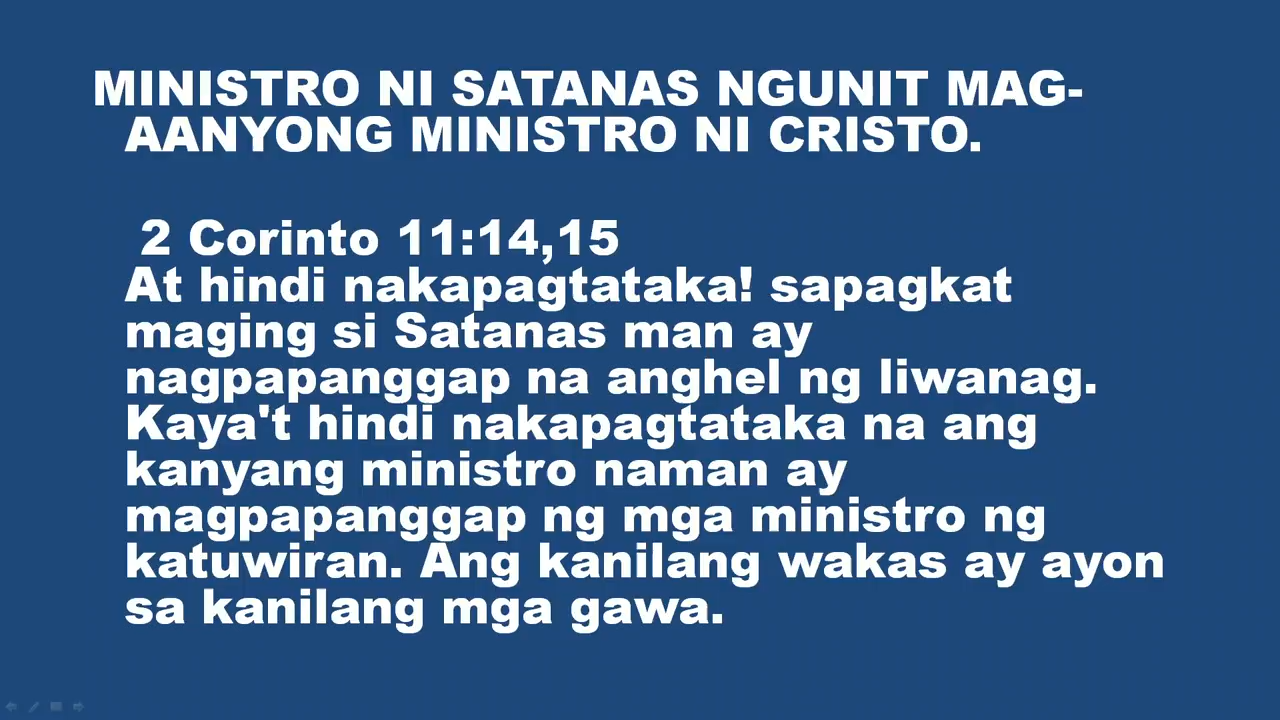 MINISTRO NI SATANAS NGUNIT MAG-
AANYONG MINISTRO NI CRISTO.
2 Corinto 11:14,15
At hindi nakapagtataka! sapagkat
maging si Satanas man ay
nagpapanggap na anghel ng liwanag.
Kaya't hindi nakapagtataka na ang
kanyang ministro naman ay
magpapanggap ng mga ministro ng
katuwiran. Ang kanilang wakas ay ayon
sa kanilang mga gawa.